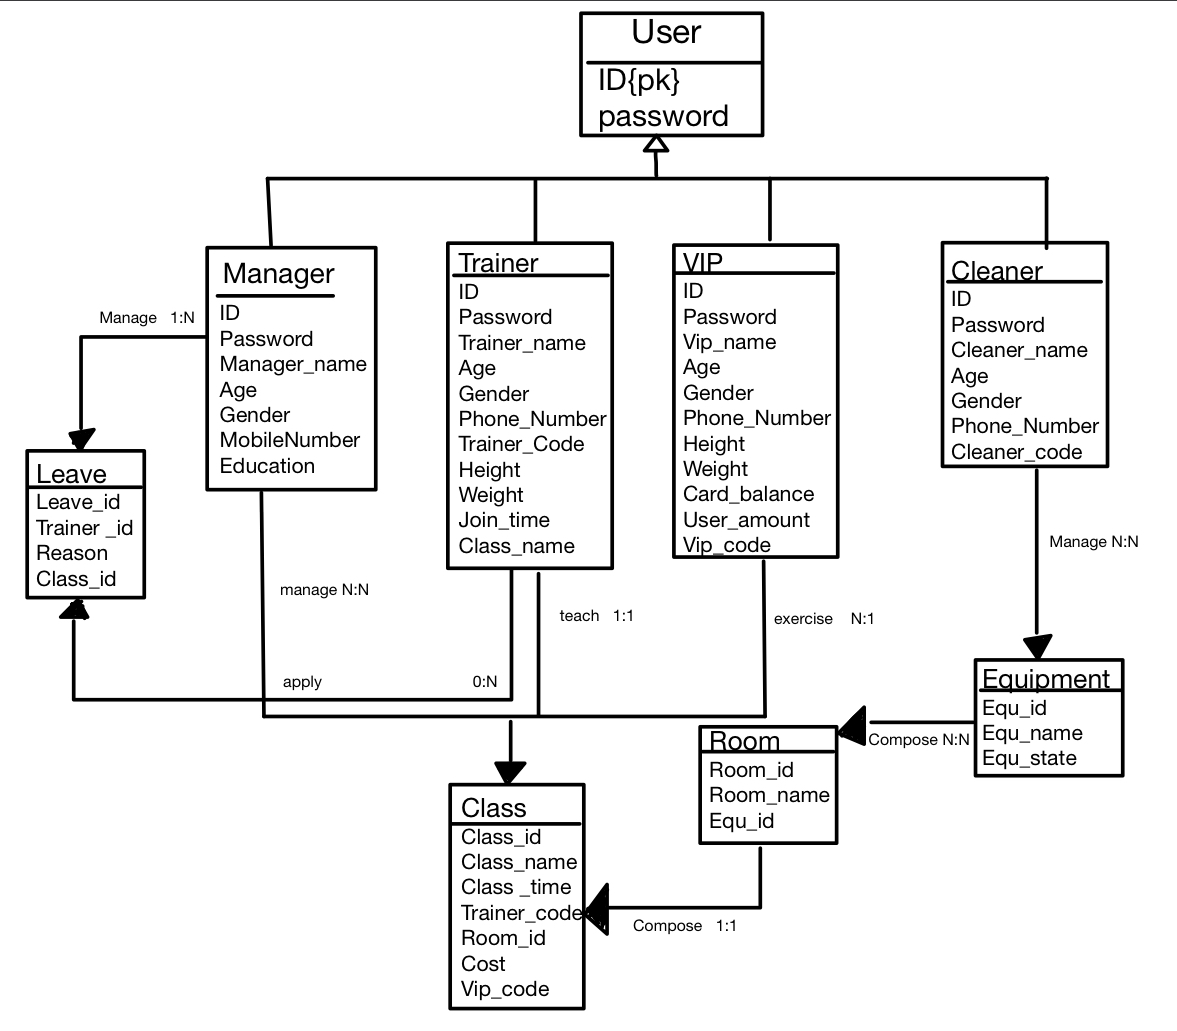 User
ID{pk}
password
Manager
ID
Password
Manager_name
Age
Gender
MobileNumber
Education
Trainer
ID
Password
Trainer_name
Age
Gender
Phone_Number
Trainer_Code
Height
Weight
Join_time
Class_name
VIP
ID
Password
Vip_name
Age
Gender
Phone_Number
Height
Weight
Card_balance
User_amount
Vip_code
Cleaner
ID
Password
Cleaner_name
Age
Gender
Phone_Number
Cleaner_code
Manage 1:N
Leave
Leave_id
Trainer _id
Reason
Class_id
manage N:N
apply 0:N
teach 1:1
exercise N:1
Manage N:N
Equipment
Equ_id
Equ_name
Equ_state
Compose N:N
Room
Room_id
Room_name
Equ_id
Compose 1:1
Class
Class_id
Class_name
Class _time
Trainer_code
Room_id
Cost
Vip_code